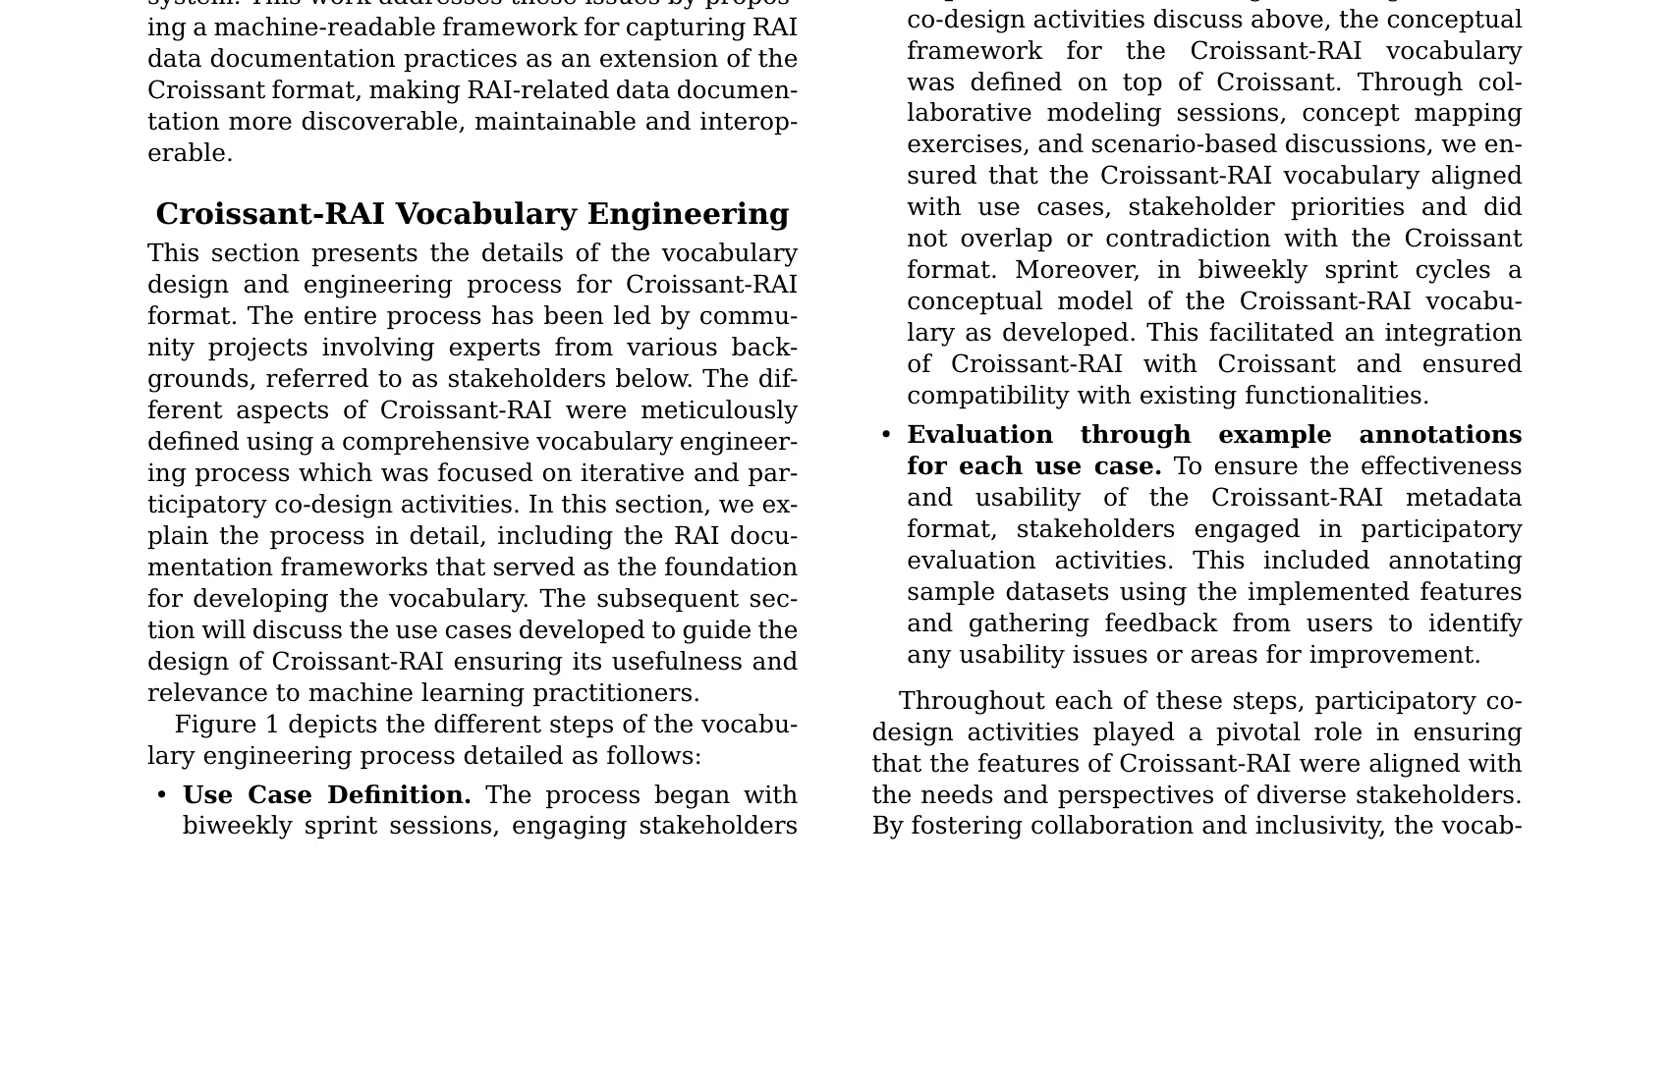 system. This work addresses these issues by propos-
ing a machine-readable framework for capturing RAI
data documentation practices as an extension of the
Croissant format, making RAI-related data documen-
tation more discoverable, maintainable and interop-
erable.
Croissant-RAI Vocabulary Engineering
This section presents the details of the vocabulary
design and engineering process for Croissant-RAI
format. The entire process has been led by commu-
nity projects involving experts from various back-
grounds, referred to as stakeholders below. The dif-
ferent aspects of Croissant-RAI were meticulously
defined using a comprehensive vocabulary engineer-
ing process which was focused on iterative and par-
ticipatory co-design activities. In this section, we ex-
plain the process in detail, including the RAI docu-
mentation frameworks that served as the foundation
for developing the vocabulary. The subsequent sec-
tion will discuss the use cases developed to guide the
design of Croissant-RAI ensuring its usefulness and
relevance to machine learning practitioners.
Figure 1 depicts the different steps of the vocabu-
lary engineering process detailed as follows:
• Use Case Definition. The process began with
biweekly sprint sessions, engaging stakeholders
co-design activities discuss above, the conceptual
framework for the Croissant-RAI vocabulary
was defined on top of Croissant. Through col-
laborative modeling sessions, concept mapping
exercises, and scenario-based discussions, we en-
sured that the Croissant-RAI vocabulary aligned
with use cases, stakeholder priorities and did
not overlap or contradiction with the Croissant
format. Moreover, in biweekly sprint cycles a
conceptual model of the Croissant-RAI vocabu-
lary as developed. This facilitated an integration
of Croissant-RAI with Croissant and ensured
compatibility with existing functionalities.
• Evaluation through example annotations
for each use case. To ensure the effectiveness
and usability of the Croissant-RAI metadata
format, stakeholders engaged in participatory
evaluation activities. This included annotating
sample datasets using the implemented features
and gathering feedback from users to identify
any usability issues or areas for improvement.
Throughout each of these steps, participatory co-
design activities played a pivotal role in ensuring
that the features of Croissant-RAI were aligned with
the needs and perspectives of diverse stakeholders.
By fostering collaboration and inclusivity, the vocab-